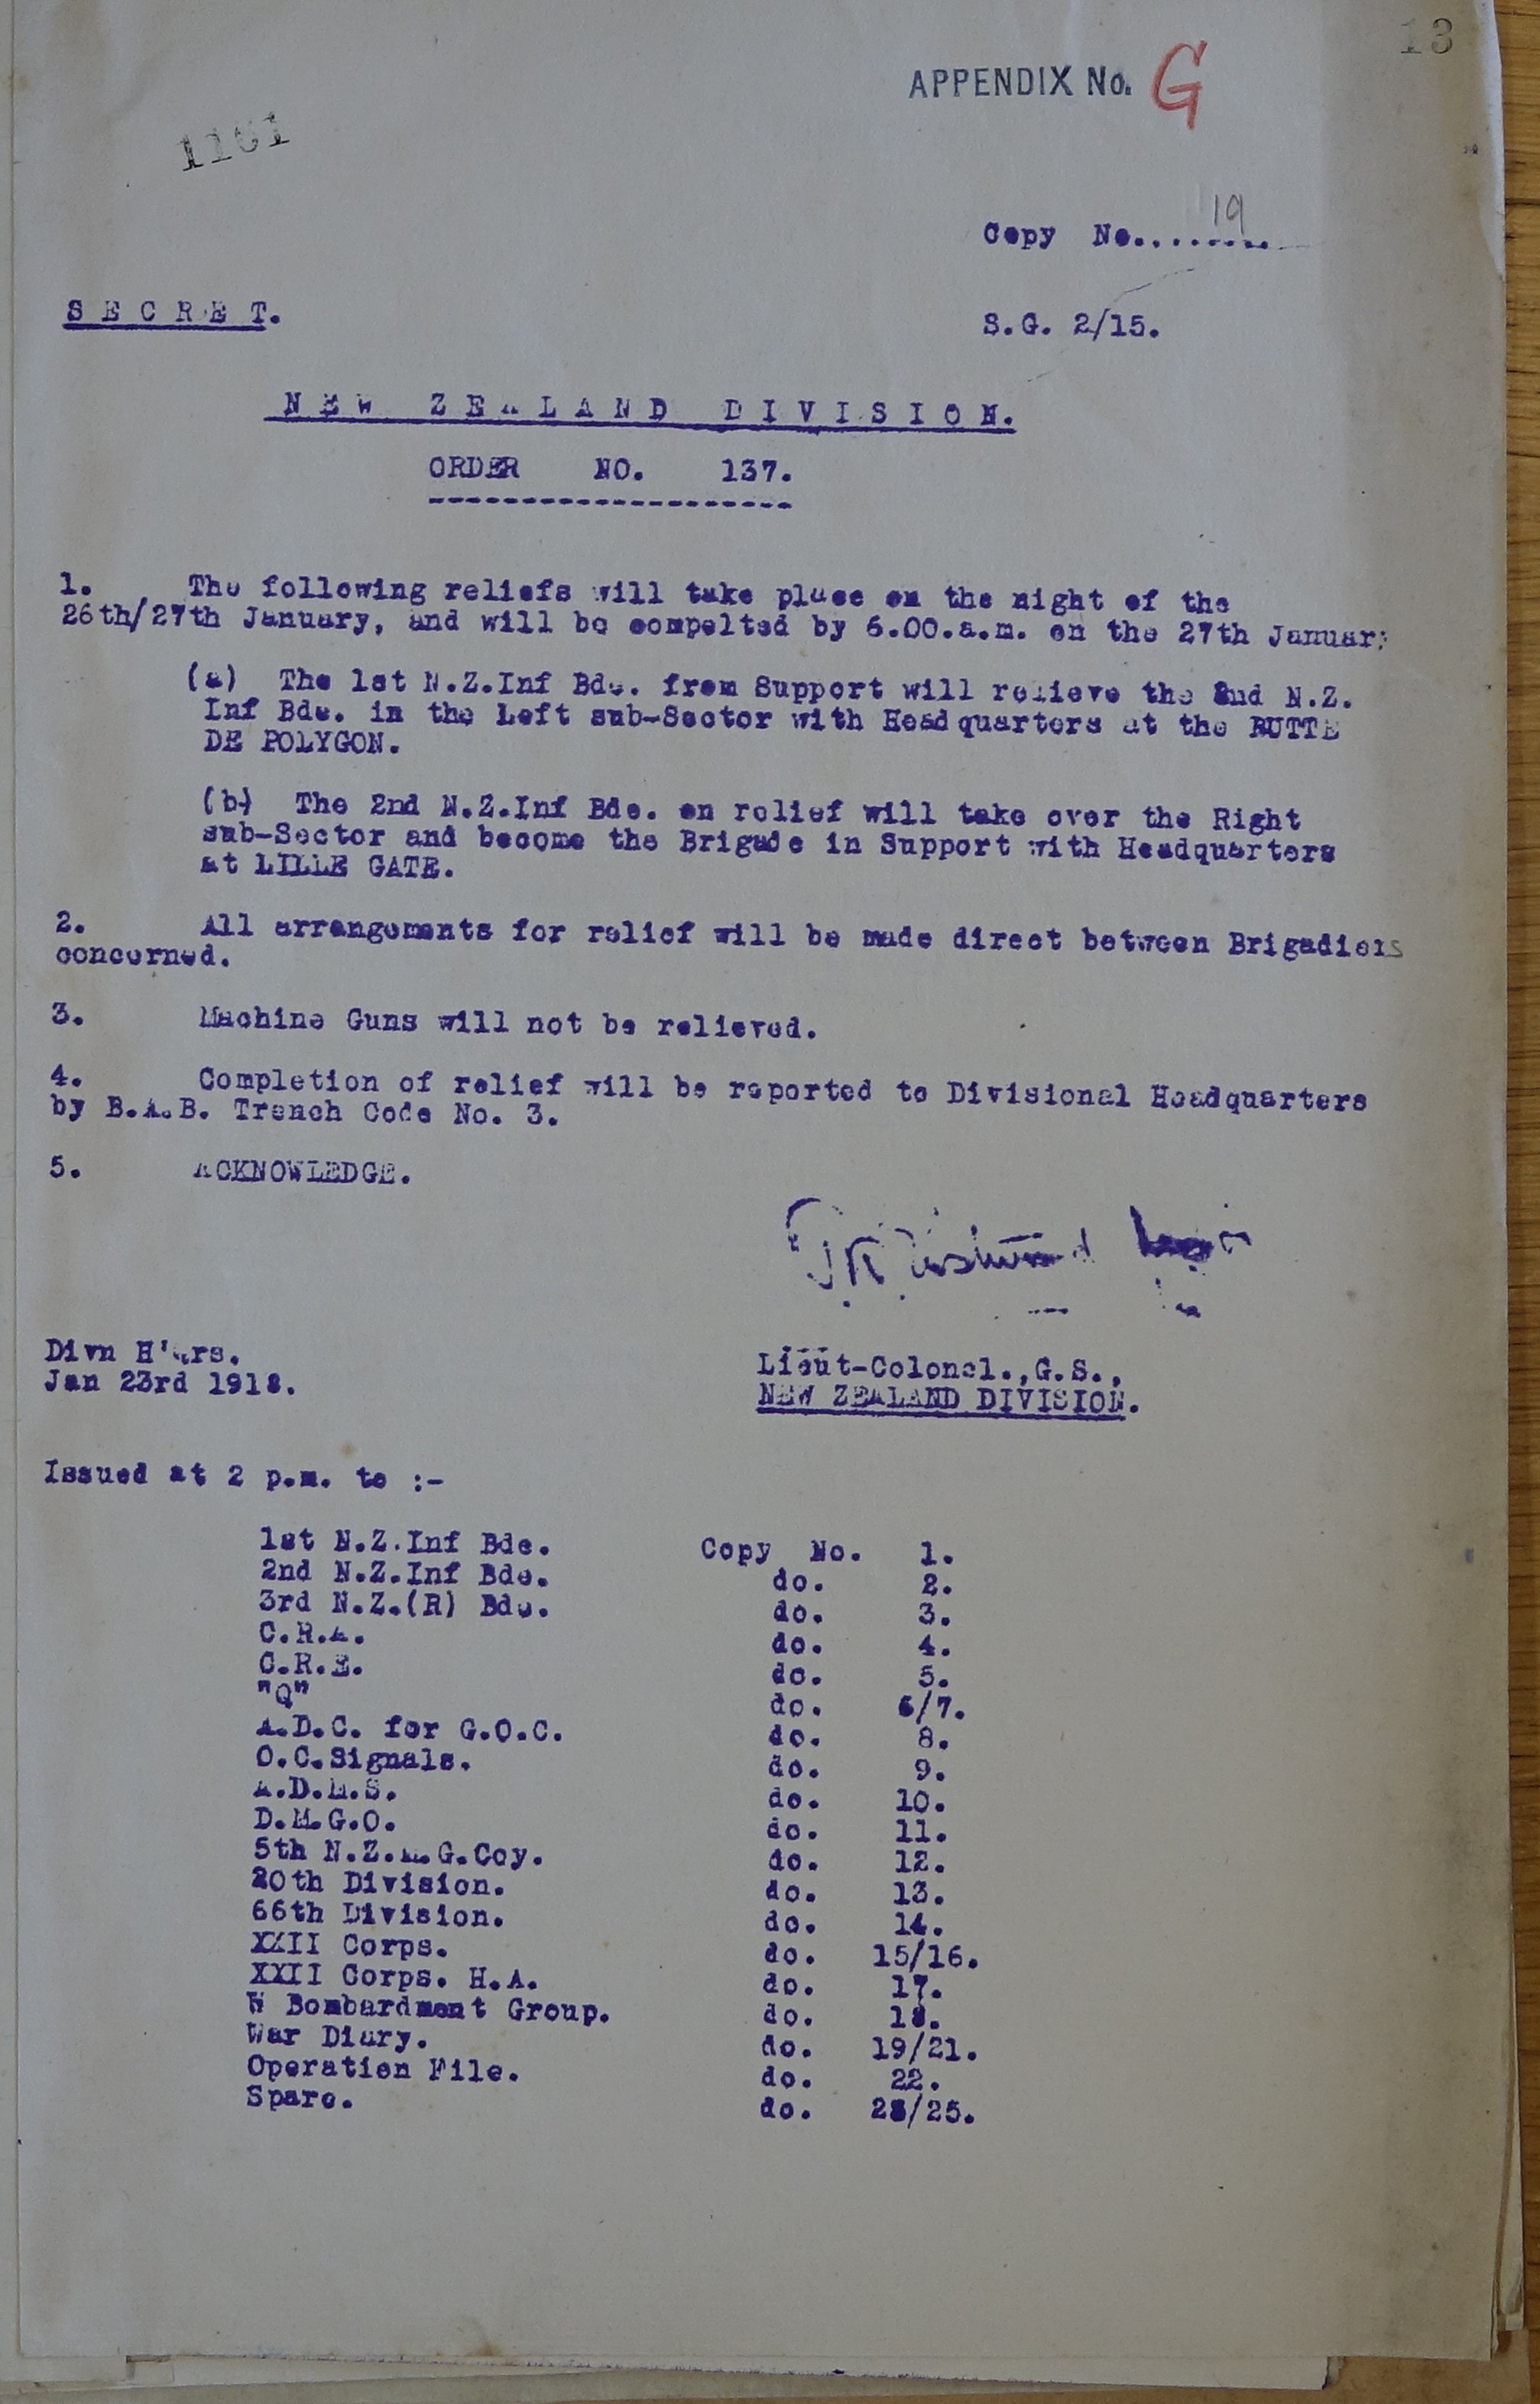 13
APPENDIX No. G
1101
Copy No......... 19
SECRET.
S.G. 2/15.
NEW ZEALAND DIVISION.
ORDER NO. 137.
--------------------
1. The following reliefs will take place on the night of the
26th/27th January, and will be compelted by 6.00.a.m. on the 27th January
(a) The 1st N.Z.Inf Bde. from Support will relieve the 2nd N.Z.
Inf Bde. in the Left sub-Sector with Headquarters at the BUTTE
DE POLYGON.
(b) The 2nd N.Z.Inf Bde. on relief will take over the Right
sub-Sector and become the Brigade in Support with Headquarters
at LILLE GATE.
2. All arrangements for relief will be made direct between Brigadiers
concerned.
3. Machine Guns will not be relieved.
4. Completion of relief will be reported to Divisional Headquarters
by B.A.B. Trench Code No. 3.
5. ACKNOWLEDGE.
Divn H'qrs.
Jan 23rd 1918.
Lieut-Colonel.,G.S.,
NEW ZEALAND DIVISION.
Issued at 2 p.m. to :-
1st N.Z.Inf Bde. Copy No. 1.
2nd N.Z.Inf Bde. do. 2.
3rd N.Z.(R) Bde. do. 3.
C.R.A. do. 4.
C.R.E. do. 5.
"Q" do. 6/7.
A.D.C. for G.O.C. do. 8.
O.C.Signals. do. 9.
A.D.M.S. do. 10.
D.M.G.O. do. 11.
5th N.Z.M.G.Coy. do. 12.
20th Division. do. 13.
66th Division. do. 14.
XXII Corps. do. 15/16.
XXII Corps. H.A. do. 17.
W Bombardment Group. do. 18.
War Diary. do. 19/21.
Operation File. do. 22.
Spare. do. 23/25.